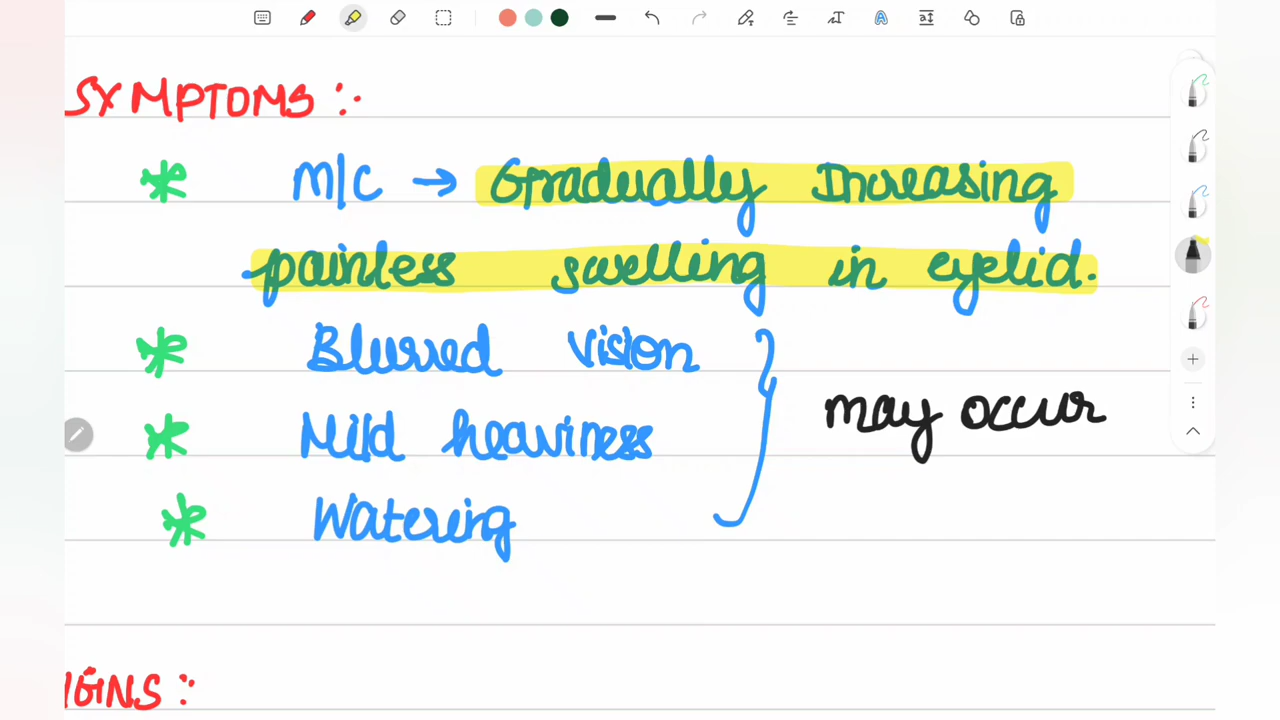 SYMPTOMS :-
* M/C → Gradually Increasing
painless swelling in eyelid.
* Blurred Vision
* Mild heaviness
may occur
* Watering
IGNS :-